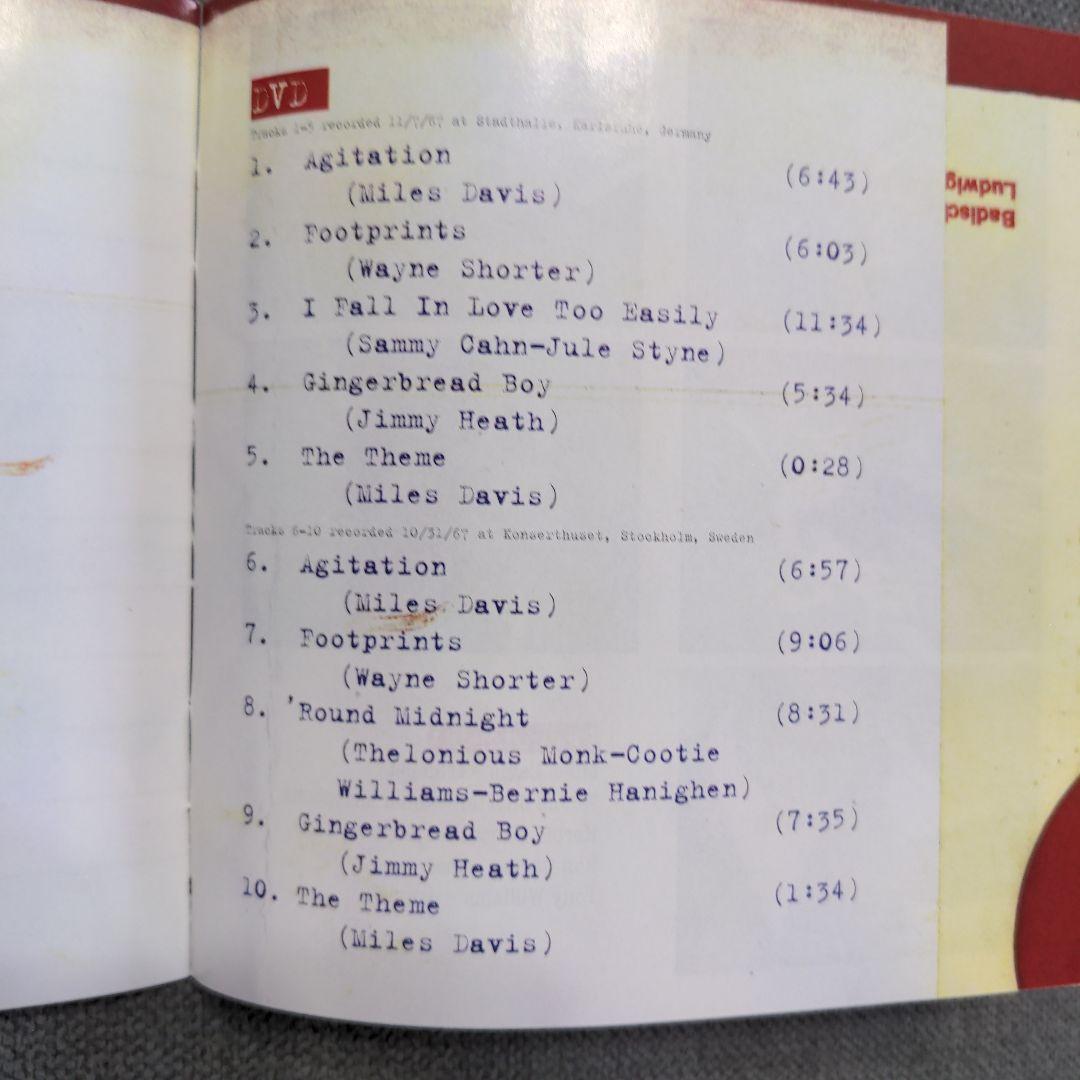 DVD
Tracks 1-5 recorded 11/7/67 at Stadthalle, Karlsruhe, Germany
1. Agitation (6:43)
(Miles Davis)
2. Footprints (6:03)
(Wayne Shorter)
3. I Fall In Love Too Easily (11:34)
(Sammy Cahn-Jule Styne)
4. Gingerbread Boy (5:34)
(Jimmy Heath)
5. The Theme (0:28)
(Miles Davis)
Tracks 6-10 recorded 10/31/67 at Konserthuset, Stockholm, Sweden
6. Agitation (6:57)
(Miles Davis)
7. Footprints (9:06)
(Wayne Shorter)
8. 'Round Midnight (8:31)
(Thelonious Monk-Cootie
Williams-Bernie Hanighen)
9. Gingerbread Boy (7:35)
(Jimmy Heath)
10. The Theme (1:34)
(Miles Davis)
Badisch
Ludwig